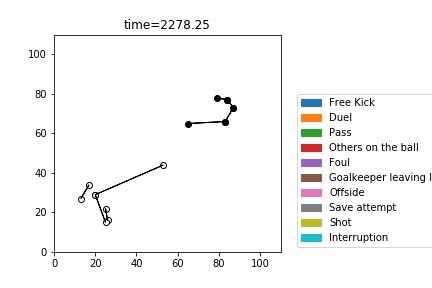 time=2278.25
100
80
60
40
20
0
0 20 40 60 80 100
Free Kick
Duel
Pass
Others on the ball
Foul
Goalkeeper leaving l
Offside
Save attempt
Shot
Interruption